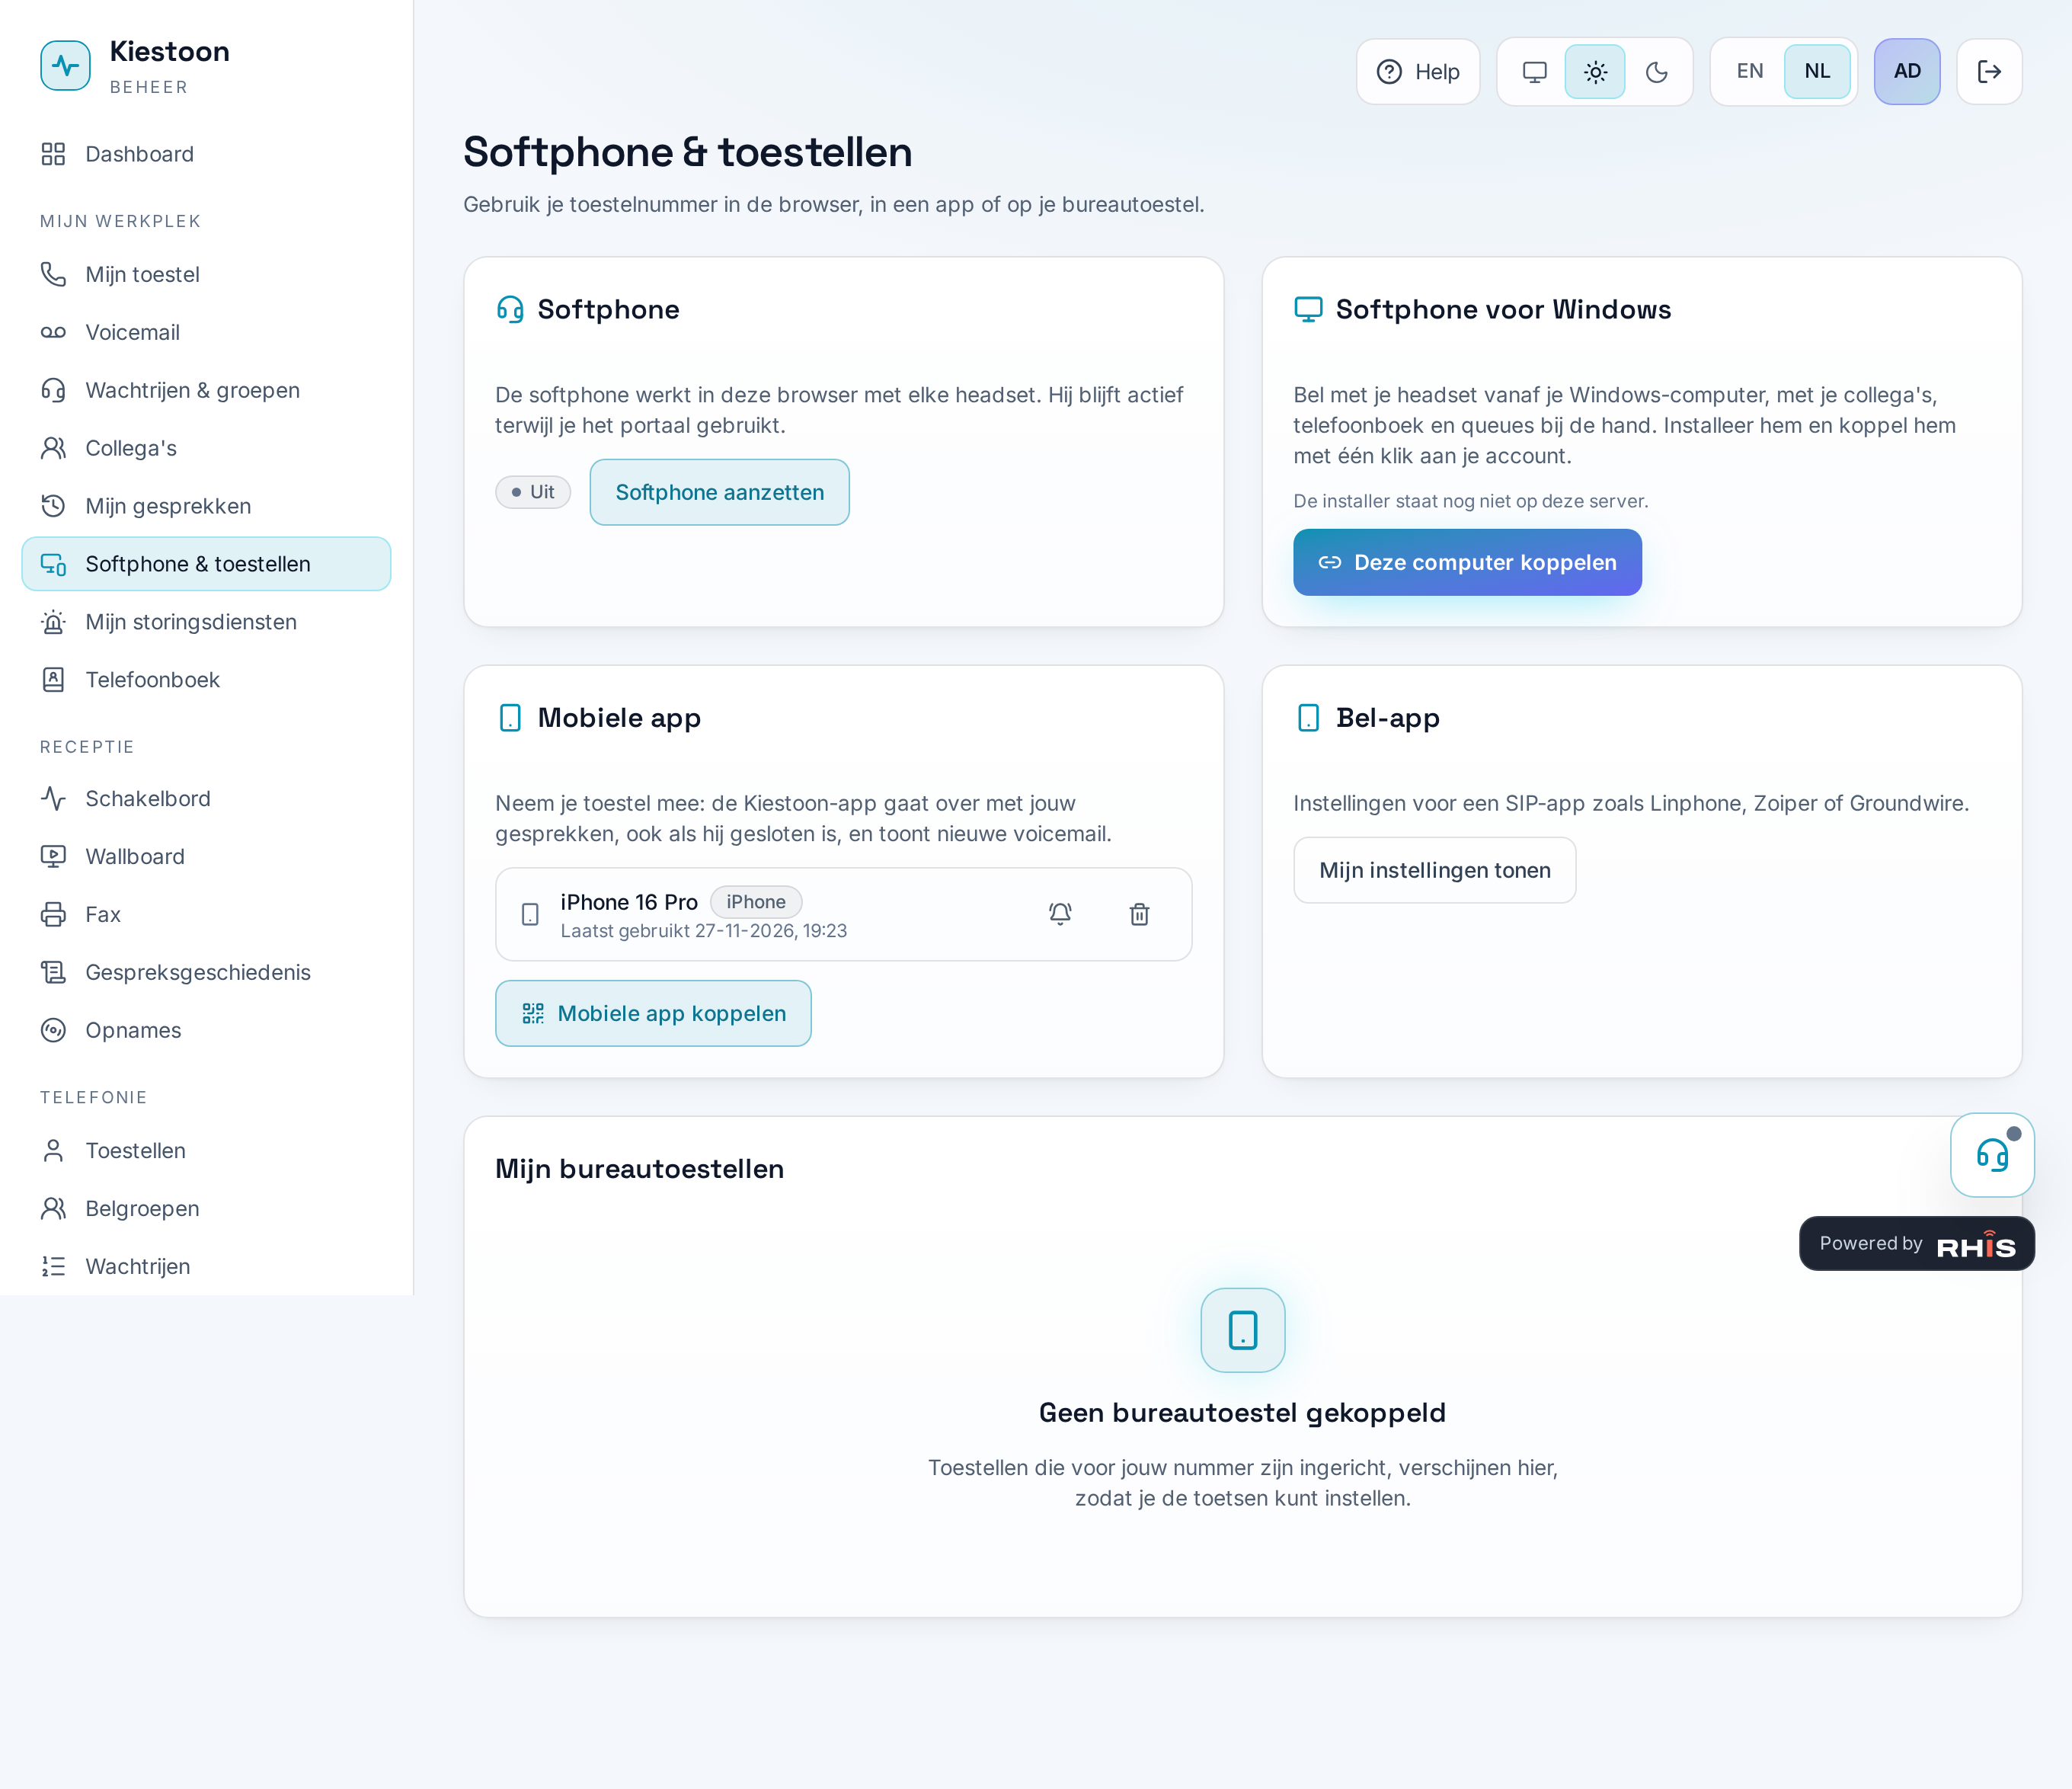 Kiestoon
BEHEER
Dashboard
MIJN WERKPLEK
Mijn toestel
Voicemail
Wachtrijen & groepen
Collega's
Mijn gesprekken
Softphone & toestellen
Mijn storingsdiensten
Telefoonboek
RECEPTIE
Schakelbord
Wallboard
Fax
Gespreksgeschiedenis
Opnames
TELEFONIE
Toestellen
Belgroepen
Wachtrijen
Help
EN NL
AD
Softphone & toestellen
Gebruik je toestelnummer in de browser, in een app of op je bureautoestel.
Softphone
De softphone werkt in deze browser met elke headset. Hij blijft actief
terwijl je het portaal gebruikt.
Uit
Softphone aanzetten
Softphone voor Windows
Bel met je headset vanaf je Windows-computer, met je collega's,
telefoonboek en queues bij de hand. Installeer hem en koppel hem
met één klik aan je account.
De installer staat nog niet op deze server.
Deze computer koppelen
Mobiele app
Neem je toestel mee: de Kiestoon-app gaat over met jouw
gesprekken, ook als hij gesloten is, en toont nieuwe voicemail.
iPhone 16 Pro iPhone
Laatst gebruikt 27-11-2026, 19:23
Mobiele app koppelen
Bel-app
Instellingen voor een SIP-app zoals Linphone, Zoiper of Groundwire.
Mijn instellingen tonen
Mijn bureautoestellen
Powered by RHIS
Geen bureautoestel gekoppeld
Toestellen die voor jouw nummer zijn ingericht, verschijnen hier,
zodat je de toetsen kunt instellen.